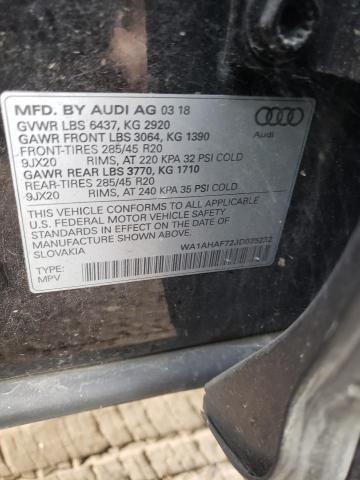 MFD. BY AUDI AG 03 18
GVWR LBS 6437, KG 2920
GAWR FRONT LBS 3064, KG 1390
FRONT-TIRES 285/45 R20
9JX20 RIMS, AT 220 KPA 32 PSI COLD
GAWR REAR LBS 3770, KG 1710
REAR-TIRES 285/45 R20
9JX20 RIMS, AT 240 KPA 35 PSI COLD
Audi
THIS VEHICLE CONFORMS TO ALL APPLICABLE
U.S. FEDERAL MOTOR VEHICLE SAFETY
STANDARDS IN EFFECT ON THE DATE OF
MANUFACTURE SHOWN ABOVE.
SLOVAKIA
WA1AHAF72JD035232
TYPE:
MPV